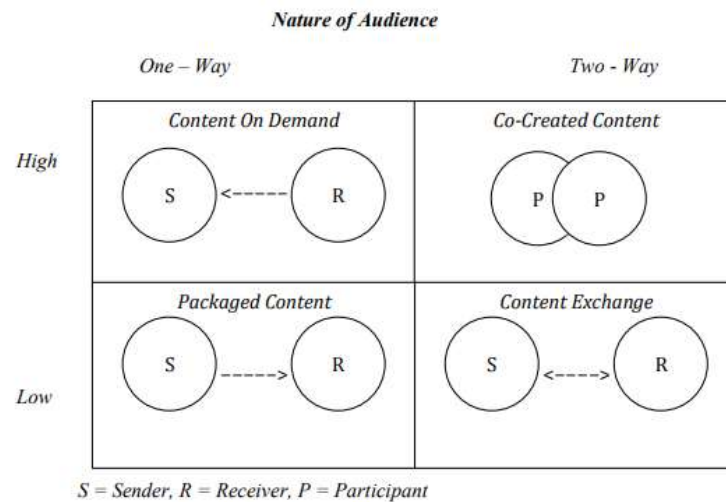 Nature of Audience
One – Way Two - Way
Content On Demand Co-Created Content
High
S <----- R P P
Packaged Content Content Exchange
S -----> R S <----> R
Low
S = Sender, R = Receiver, P = Participant